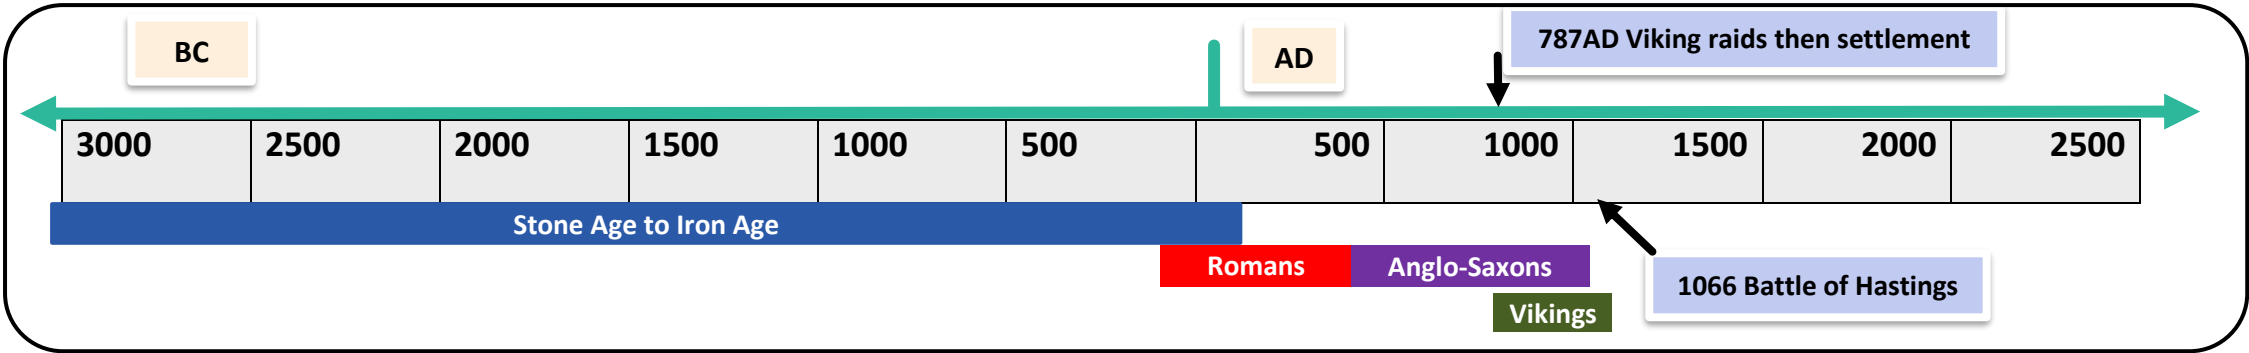 BC
AD
787AD Viking raids then settlement
3000 2500 2000 1500 1000 500 500 1000 1500 2000 2500
Stone Age to Iron Age
Romans
Anglo-Saxons
Vikings
1066 Battle of Hastings